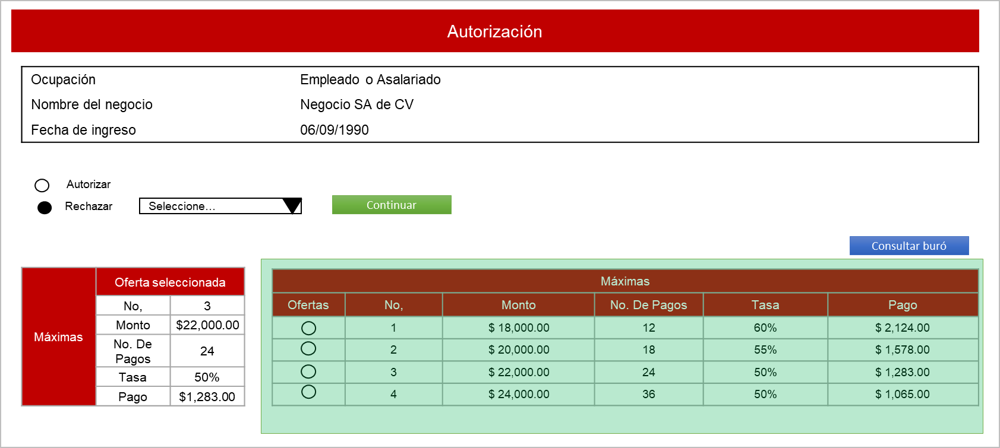 Autorización
Ocupación Empleado o Asalariado
Nombre del negocio Negocio SA de CV
Fecha de ingreso 06/09/1990
Autorizar
Rechazar Seleccione... Continuar
Consultar buró
Máximas
Oferta seleccionada
No, 3
Monto $22,000.00
No. De
Pagos 24
Tasa 50%
Pago $1,283.00
Máximas
Ofertas No, Monto No. De Pagos Tasa Pago
1 $ 18,000.00 12 60% $ 2,124.00
2 $ 20,000.00 18 55% $ 1,578.00
3 $ 22,000.00 24 50% $ 1,283.00
4 $ 24,000.00 36 50% $ 1,065.00